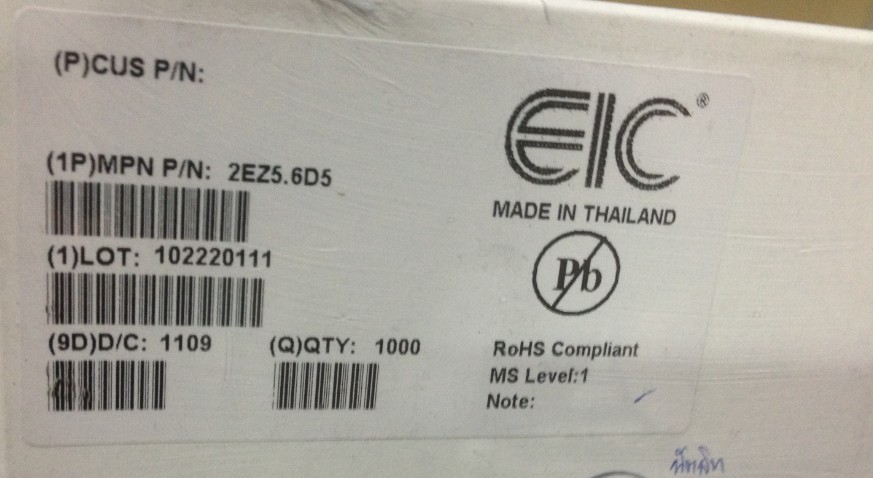 (P)CUS P/N:
EIC®
(1P)MPN P/N: 2EZ5.6D5
MADE IN THAILAND
(1)LOT: 102220111
Pb
(9D)D/C: 1109
(Q)QTY: 1000
RoHS Compliant
MS Level:1
Note: